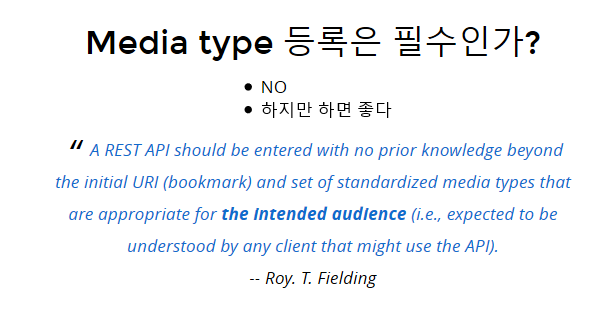 Media type 등록은 필수인가?
NO
하지만 하면 좋다
“ A REST API should be entered with no prior knowledge beyond
the initial URI (bookmark) and set of standardized media types that
are appropriate for the intended audience (i.e., expected to be
understood by any client that might use the API).
-- Roy. T. Fielding